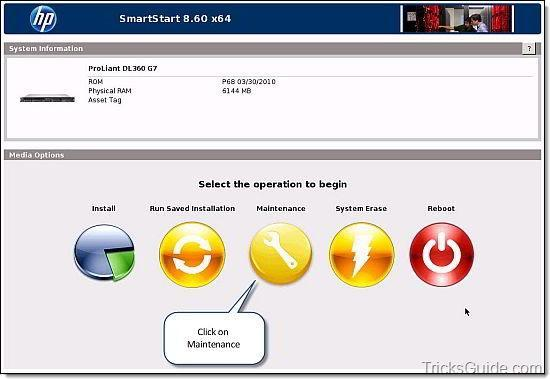 hp
SmartStart 8.60 x64
System Information
?
ProLiant DL360 G7
ROM P68 03/30/2010
Physical RAM 6144 MB
Asset Tag
Media Options
Select the operation to begin
Install Run Saved Installation Maintenance System Erase Reboot
Click on
Maintenance
TricksGuide.com